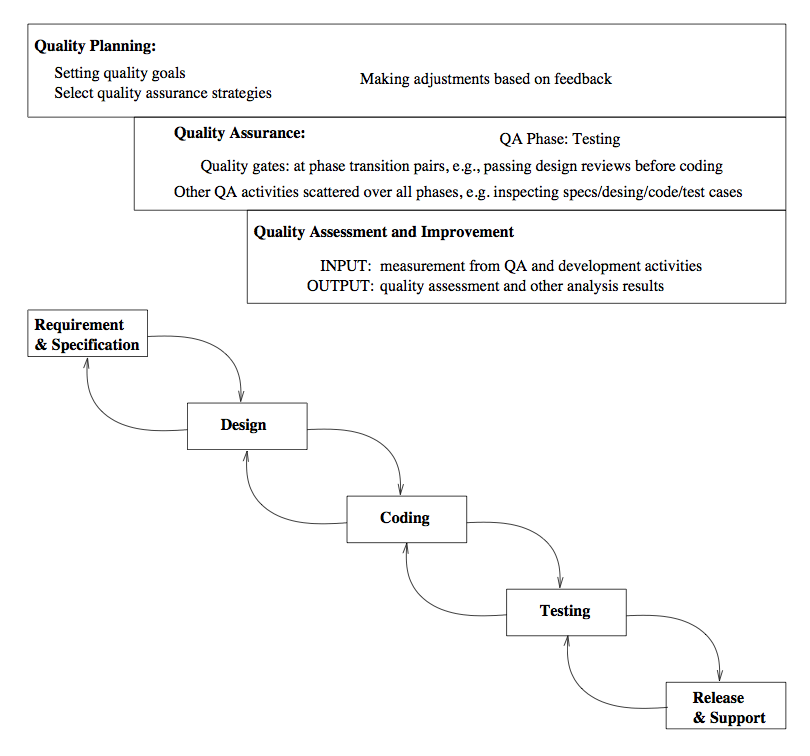 Quality Planning:
Setting quality goals
Select quality assurance strategies
Making adjustments based on feedback
Quality Assurance:
QA Phase: Testing
Quality gates: at phase transition pairs, e.g., passing design reviews before coding
Other QA activities scattered over all phases, e.g. inspecting specs/desing/code/test cases
Quality Assessment and Improvement
INPUT: measurement from QA and development activities
OUTPUT: quality assessment and other analysis results
Requirement
& Specification
Design
Coding
Testing
Release
& Support